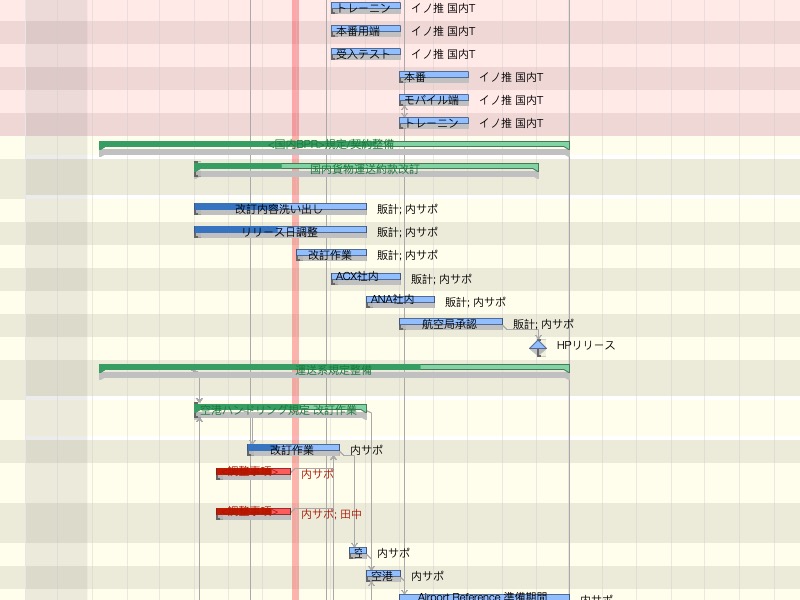 トレーニン イノ推 国内T
本番用端 イノ推 国内T
受入テスト イノ推 国内T
本番 イノ推 国内T
モバイル端 イノ推 国内T
トレーニン イノ推 国内T
<国内BPR>規定/契約整備
国内貨物運送約款改訂
改訂内容洗い出し 販計; 内サポ
リリース日調整 販計; 内サポ
改訂作業 販計; 内サポ
ACX社内 販計; 内サポ
ANA社内 販計; 内サポ
航空局承認 販計; 内サポ
HPリリース
運送系規定整備
空港ハンドリング規定 改訂作業
改訂作業 内サポ
調整事項> 内サポ
調整事項> 内サポ; 田中
空 内サポ
空港 内サポ
Airport Reference 準備期間 内サポ